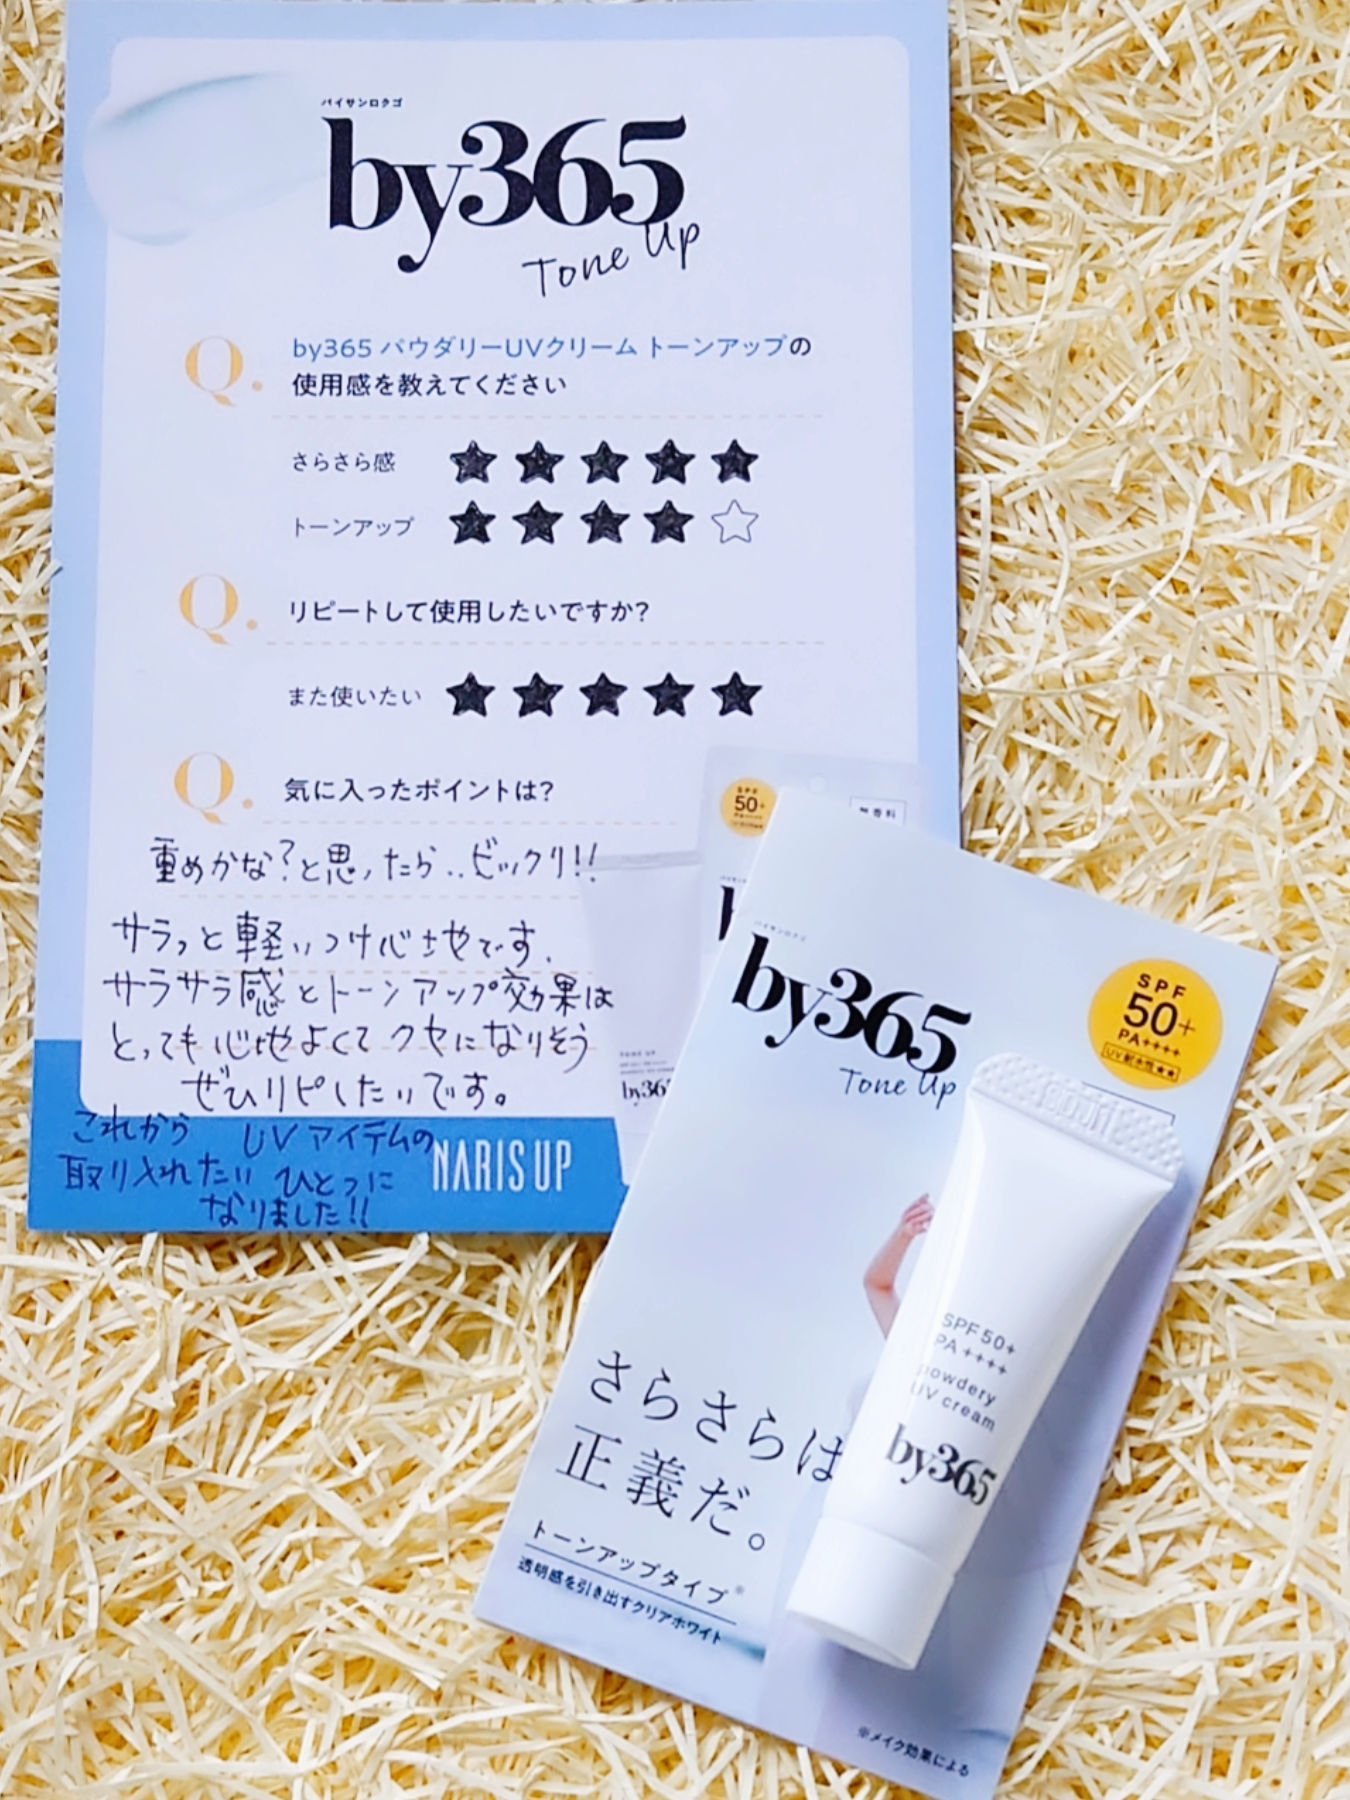 バイサンロクゴ
by365
Tone Up
Q.
by365 パウダリーUVクリーム トーンアップの
使用感を教えてください
さらさら感 ★★★★★
トーンアップ ★★★★☆
Q.
リピートして使用したいですか?
また使いたい ★★★★★
Q.
気に入ったポイントは?
重めかな?と思ったら..ビックリ!!
サラっと軽いつけ心地です.
サラサラ感とトーンアップ効果は
とっても心地よくてクセになりそう
ぜひリピしたいです。
これから UVアイテムの
取り入れたい ひとつに
なりました!!
NARIS UP
SPF
50+
PA++++
無香料
by365
バイサンロクゴ
by365
Tone Up
SPF
50+
PA++++
UV耐水性★★
SPF50+
PA++++
powdery
UV cream
by365
さらさらは
正義だ。
トーンアップタイプ※
透明感を引き出すクリアホワイト
※メイク効果による